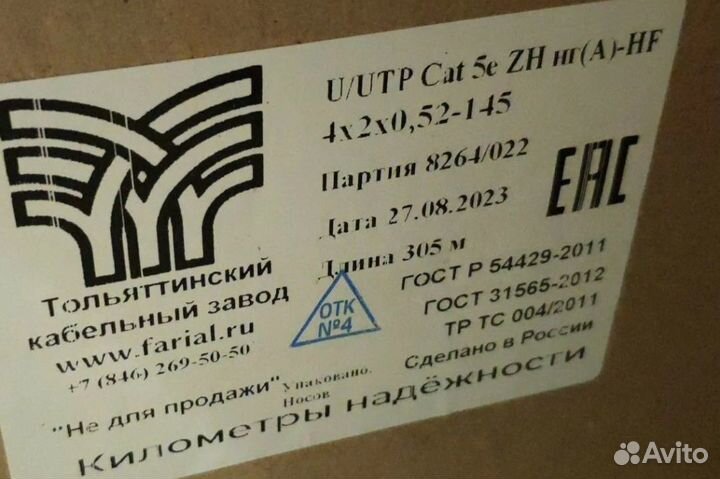 U/UTP Cat 5e ZH нг(А)-HF
4x2x0,52-145
Партия 8264/022
Дата 27.08.2023
Длина 305 м
EAC
ГОСТ Р 54429-2011
ГОСТ 31565-2012
ТР ТС 004/2011
Сделано в России
ОТК
№4
Тольяттинский
кабельный завод
www.farial.ru
+7 (846) 269-50-50
"Не для продажи"
Упаковано.
Носов
Километры надёжности
Avito